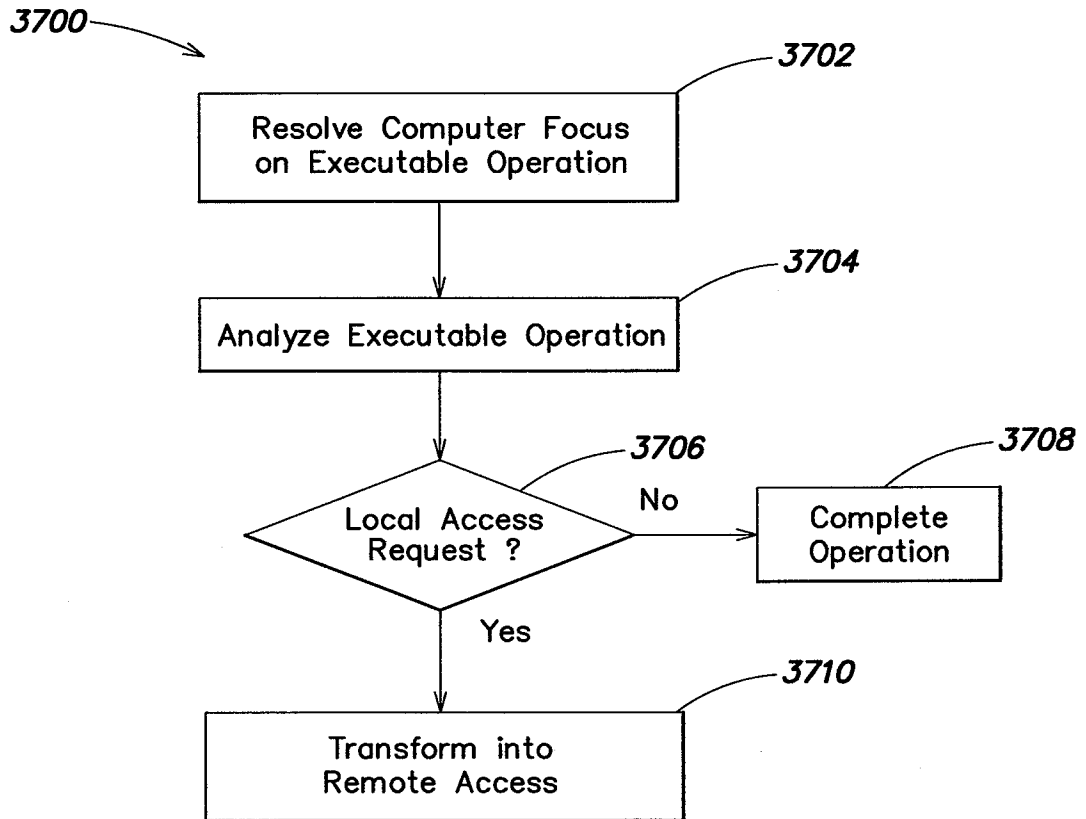 3700
3702
Resolve Computer Focus
on Executable Operation
3704
Analyze Executable Operation
3706
3708
Local Access
Request ?
No
Complete
Operation
Yes
3710
Transform into
Remote Access